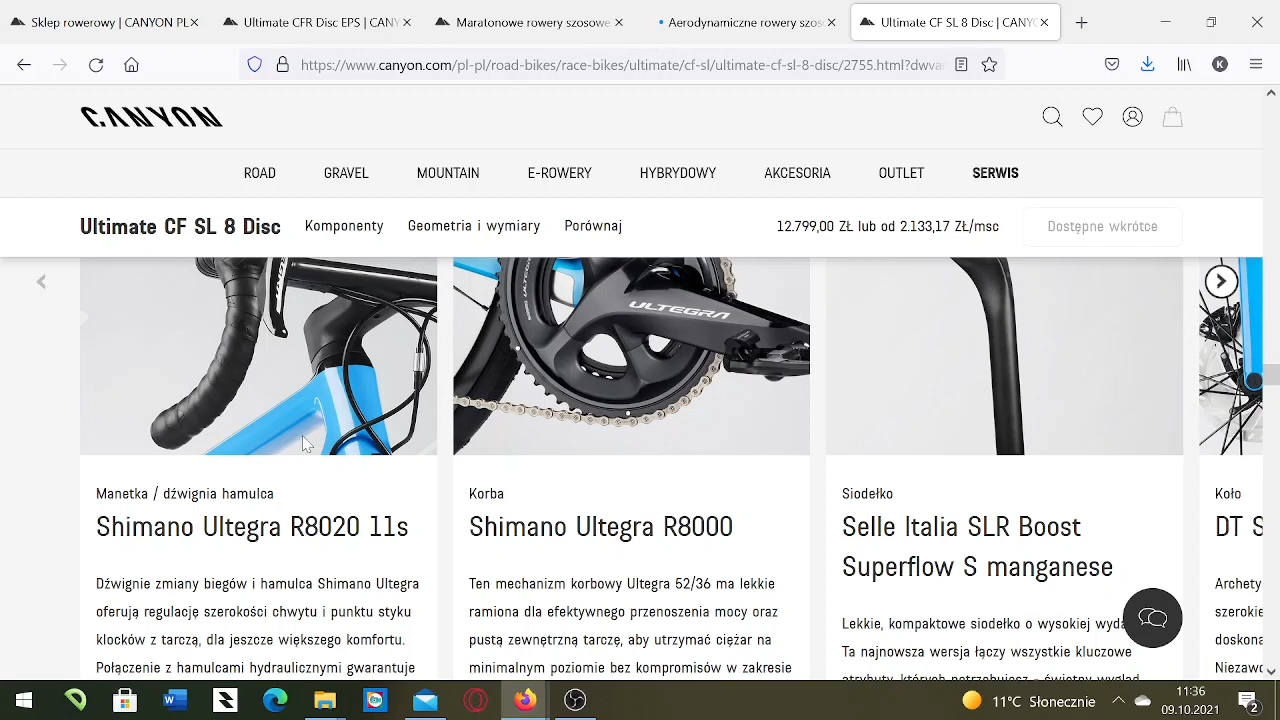 Sklep rowerowy | CANYON PL
Ultimate CFR Disc EPS | CANY
Maratonowe rowery szosowe
Aerodynamiczne rowery szoso
Ultimate CF SL 8 Disc | CANYO
https://www.canyon.com/pl-pl/road-bikes/race-bikes/ultimate/cf-sl/ultimate-cf-sl-8-disc/2755.html?dwvar
K
CANYON
ROAD GRAVEL MOUNTAIN E-ROWERY HYBRYDOWY AKCESORIA OUTLET SERWIS
Ultimate CF SL 8 Disc Komponenty Geometria i wymiary Porównaj 12.799,00 ZŁ lub od 2.133,17 ZŁ/msc Dostępne wkrótce
ULTEGRA
Manetka / dźwignia hamulca
Shimano Ultegra R8020 11s
Dźwignie zmiany biegów i hamulca Shimano Ultegra
oferują regulację szerokości chwytu i punktu styku
klocków z tarczą, dla jeszcze większego komfortu.
Połączenie z hamulcami hydraulicznymi gwarantuje
Korba
Shimano Ultegra R8000
Ten mechanizm korbowy Ultegra 52/36 ma lekkie
ramiona dla efektywnego przenoszenia mocy oraz
pustą zewnętrzną tarczę, aby utrzymać ciężar na
minimalnym poziomie bez kompromisów w zakresie
Siodełko
Selle Italia SLR Boost
Superflow S manganese
Lekkie, kompaktowe siodełko o wysokiej wyda
Ta najnowsza wersja łączy wszystkie kluczowe
Koło
DT S
Archety
szerokie
doskona
Niezawo
11°C Słonecznie
11:36
09.10.2021
2